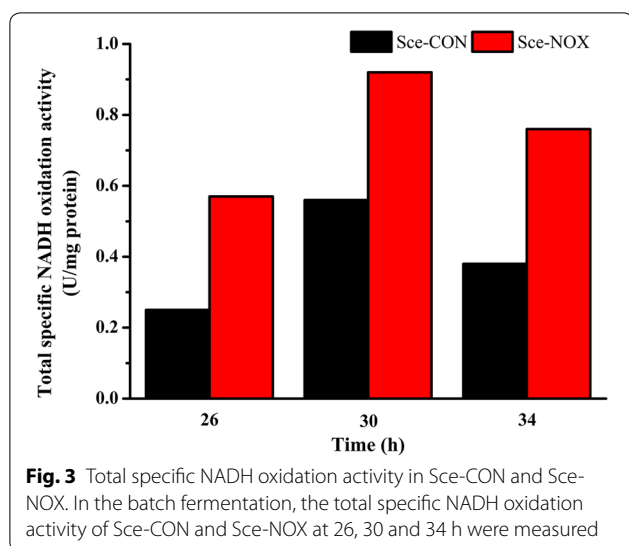 Sce-CON Sce-NOX
Total specific NADH oxidation activity
(U/mg protein)
1.0
0.8
0.6
0.4
0.2
0.0
26 30 34
Time (h)
Fig. 3 Total specific NADH oxidation activity in Sce-CON and Sce-
NOX. In the batch fermentation, the total specific NADH oxidation
activity of Sce-CON and Sce-NOX at 26, 30 and 34 h were measured